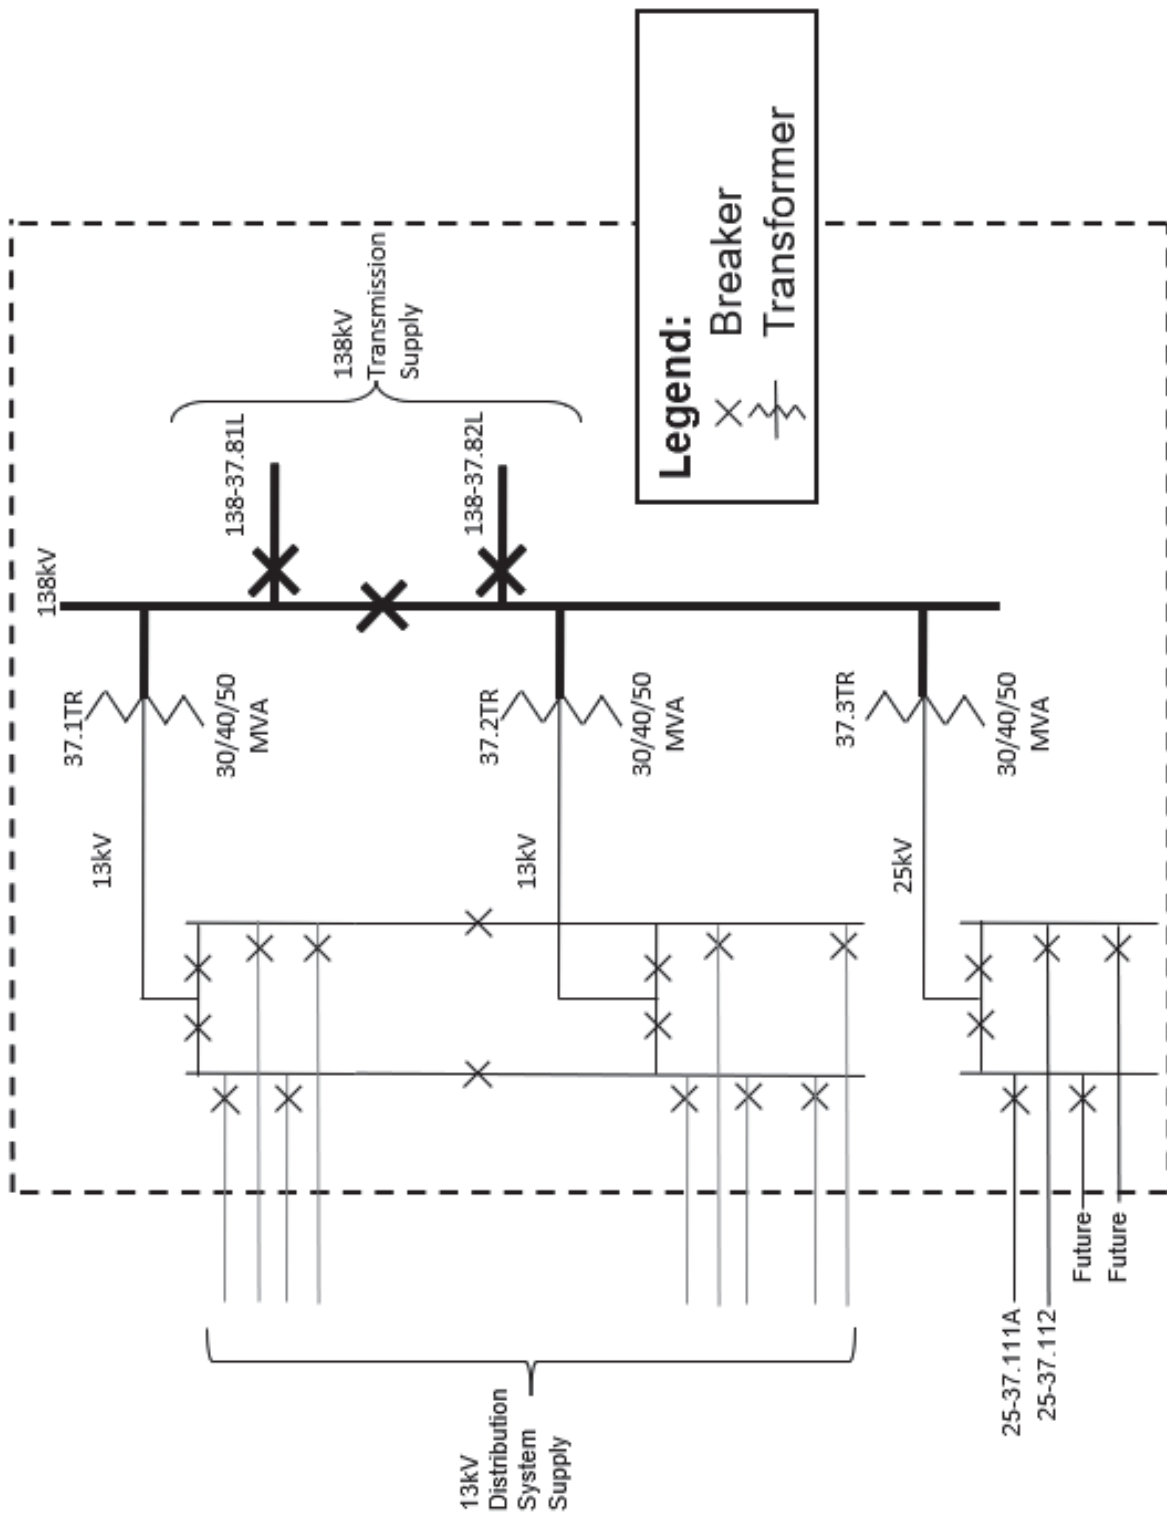 138kV
138-37.81L
138-37.82L
138kV
Transmission
Supply
37.1TR
30/40/50
MVA
37.2TR
30/40/50
MVA
37.3TR
30/40/50
MVA
13kV
13kV
25kV
13kV
Distribution
System
Supply
25-37.111A
25-37.112
Future
Future
Legend:
Breaker
Transformer